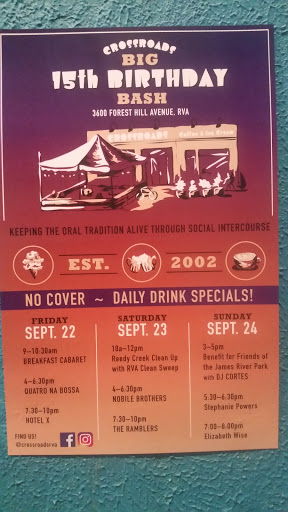 CROSSROADS
BIG
15th BIRTHDAY
BASH
3600 FOREST HILL AVENUE, RVA
CROSSROADS
Coffee & Ice Cream
KEEPING THE ORAL TRADITION ALIVE THROUGH SOCIAL INTERCOURSE
EST. 2002
NO COVER ~ DAILY DRINK SPECIALS!
FRIDAY
SEPT. 22
9–10:30am
BREAKFAST CABARET
4–6:30pm
QUATRO NA BOSSA
7:30–10pm
HOTEL X
FIND US!
@crossroadsrva
SATURDAY
SEPT. 23
10a–12pm
Reedy Creek Clean Up
with RVA Clean Sweep
4–6:30pm
NOBILE BROTHERS
7:30–10pm
THE RAMBLERS
SUNDAY
SEPT. 24
3–5pm
Benefit for Friends of
the James River Park
with DJ CORTES
5:30–6:30pm
Stephanie Powers
7:00–8:00pm
Elizabeth Wise